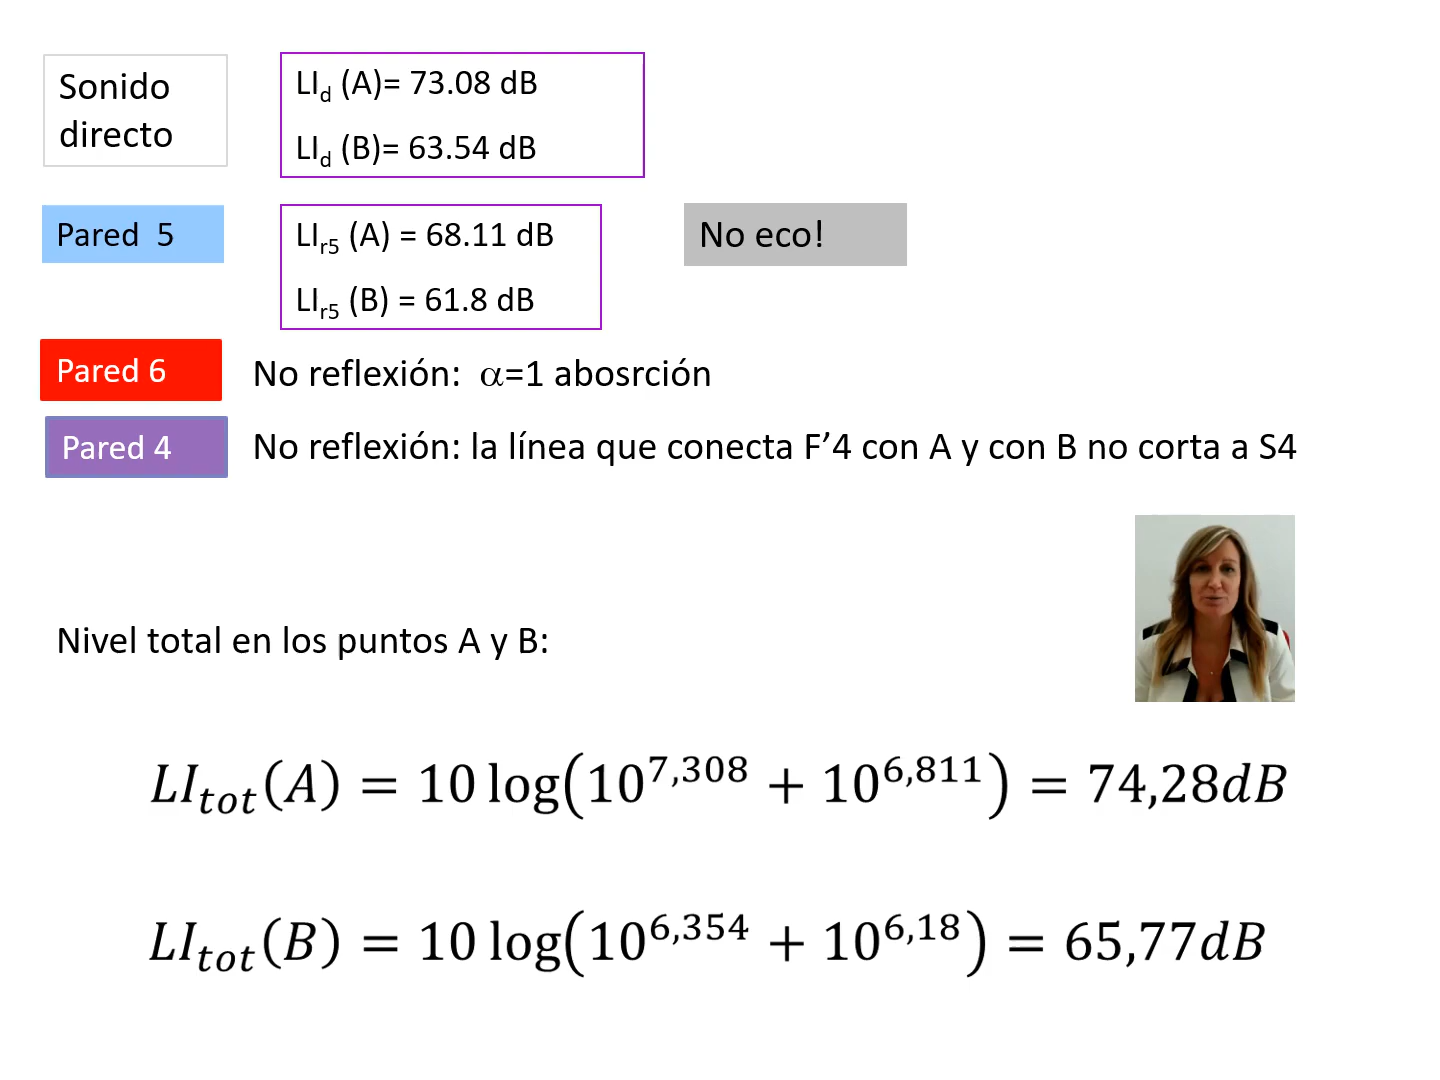 Sonido
directo
LId (A)= 73.08 dB
LId (B)= 63.54 dB
Pared 5
LIr5 (A) = 68.11 dB
LIr5 (B) = 61.8 dB
No eco!
Pared 6
No reflexión: α=1 abosrción
Pared 4
No reflexión: la línea que conecta F’4 con A y con B no corta a S4
Nivel total en los puntos A y B:
LItot(A) = 10 log(10^7,308 + 10^6,811) = 74,28dB
LItot(B) = 10 log(10^6,354 + 10^6,18) = 65,77dB